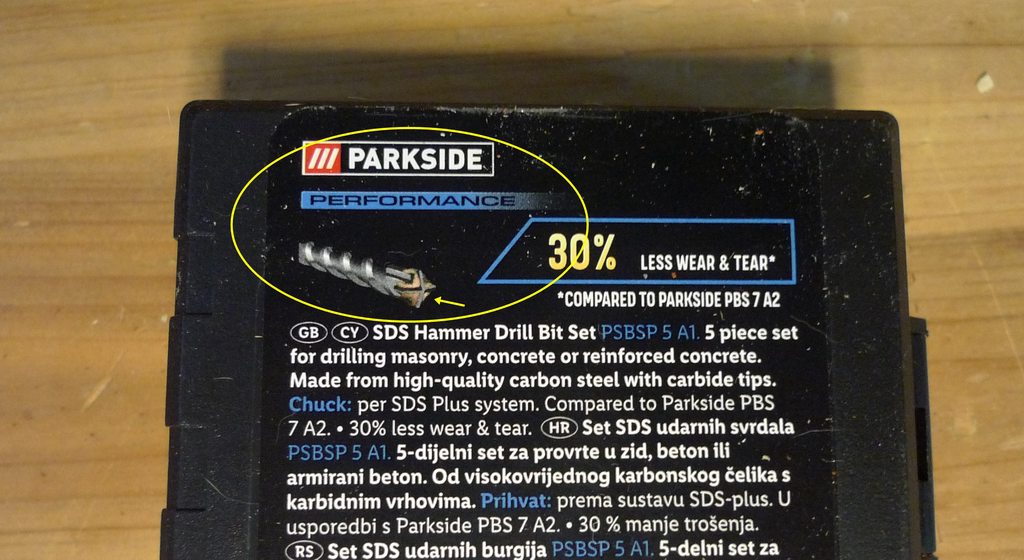 PARKSIDE
PERFORMANCE
30% LESS WEAR & TEAR*
*COMPARED TO PARKSIDE PBS 7 A2
GB CY SDS Hammer Drill Bit Set PSBSP 5 A1. 5 piece set
for drilling masonry, concrete or reinforced concrete.
Made from high-quality carbon steel with carbide tips.
Chuck: per SDS Plus system. Compared to Parkside PBS
7 A2. • 30% less wear & tear. HR Set SDS udarnih svrdala
PSBSP 5 A1. 5-dijelni set za provrte u zid, beton ili
armirani beton. Od visokovrijednog karbonskog čelika s
karbidnim vrhovima. Prihvat: prema sustavu SDS-plus. U
usporedbi s Parkside PBS 7 A2. • 30 % manje trošenja.
RS Set SDS udarnih burgija PSBSP 5 A1. 5-delni set za